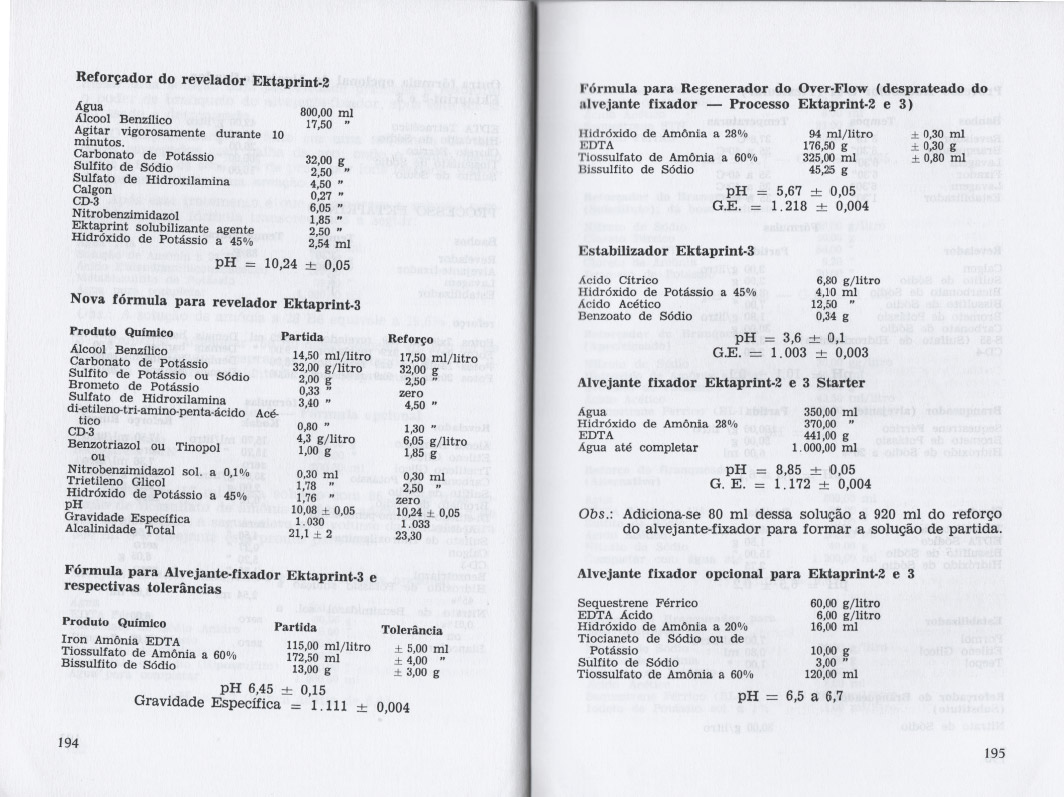 Reforçador do revelador Ektaprint-2
Água 800,00 ml
Álcool Benzílico 17,50 "
Agitar vigorosamente durante 10
minutos.
Carbonato de Potássio 32,00 g
Sulfito de Sódio 2,50 "
Sulfato de Hidroxilamina 4,50 "
Calgon 0,27 "
CD-3 6,05 "
Nitrobenzimidazol 1,85 "
Ektaprint solubilizante agente 2,50 "
Hidróxido de Potássio a 45% 2,54 ml
pH = 10,24 ± 0,05
Nova fórmula para revelador Ektaprint-3
Produto Químico Partida Reforço
Álcool Benzílico 14,50 ml/litro 17,50 ml/litro
Carbonato de Potássio 32,00 g/litro 32,00 g
Sulfito de Potássio ou Sódio 2,00 g 2,50 "
Brometo de Potássio 0,33 " zero
Sulfato de Hidroxilamina 3,40 " 4,50 "
di-etileno-tri-amino-penta-ácido Acé-
tico 0,80 " 1,30 "
CD-3 4,3 g/litro 6,05 g/litro
Benzotriazol ou Tinopol 1,00 g 1,85 g
ou
Nitrobenzimidazol sol. a 0,1% 0,30 ml 0,30 ml
Trietileno Glicol 1,78 " 2,50 "
Hidróxido de Potássio a 45% 1,76 " zero
pH 10,08 ± 0,05 10,24 ± 0,05
Gravidade Específica 1.030 1.033
Alcalinidade Total 21,1 ± 2 23,30
Fórmula para Alvejante-fixador Ektaprint-3 e
respectivas tolerâncias
Produto Químico Partida Tolerância
Iron Amônia EDTA 115,00 ml/litro ± 5,00 ml
Tiossulfato de Amônia a 60% 172,50 ml ± 4,00 "
Bissulfito de Sódio 13,00 g ± 3,00 g
pH 6,45 ± 0,15
Gravidade Específica = 1.111 ± 0,004
194
Fórmula para Regenerador do Over-Flow (desprateado do
alvejante fixador — Processo Ektaprint-2 e 3)
Hidróxido de Amônia a 28% 94 ml/litro ± 0,30 ml
EDTA 176,50 g ± 0,30 g
Tiossulfato de Amônia a 60% 325,00 ml ± 0,80 ml
Bissulfito de Sódio 45,25 g
pH = 5,67 ± 0,05
G.E. = 1.218 ± 0,004
Estabilizador Ektaprint-3
Ácido Cítrico 6,80 g/litro
Hidróxido de Potássio a 45% 4,10 ml
Ácido Acético 12,50 "
Benzoato de Sódio 0,34 g
pH = 3,6 ± 0,1
G.E. = 1.003 ± 0,003
Alvejante fixador Ektaprint-2 e 3 Starter
Água 350,00 ml
Hidróxido de Amônia 28% 370,00 "
EDTA 441,00 g
Água até completar 1.000,00 ml
pH = 8,85 ± 0,05
G. E. = 1.172 ± 0,004
Obs.: Adiciona-se 80 ml dessa solução a 920 ml do reforço
do alvejante-fixador para formar a solução de partida.
Alvejante fixador opcional para Ektaprint-2 e 3
Sequestrene Férrico 60,00 g/litro
EDTA Ácido 6,00 g/litro
Hidróxido de Amônia a 20% 16,00 ml
Tiocianeto de Sódio ou de
Potássio 10,00 g
Sulfito de Sódio 3,00 "
Tiossulfato de Amônia a 60% 120,00 ml
pH = 6,5 a 6,7
195